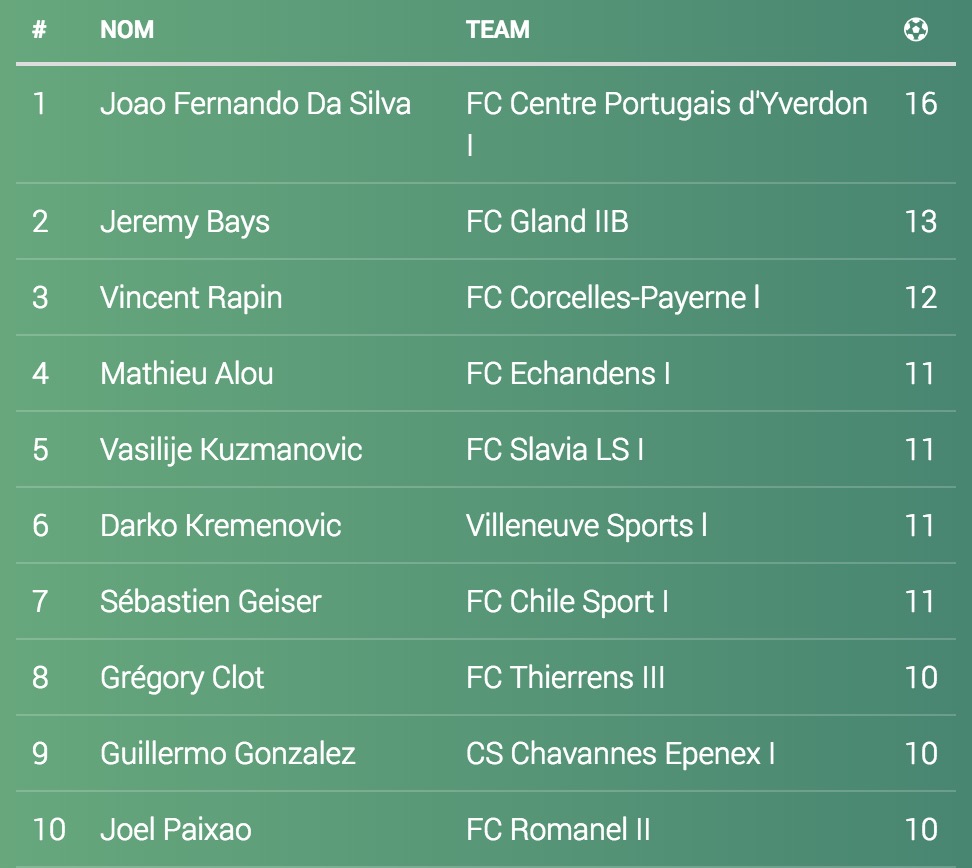 # NOM TEAM
1 Joao Fernando Da Silva FC Centre Portugais d'Yverdon 16
I
2 Jeremy Bays FC Gland IIB 13
3 Vincent Rapin FC Corcelles-Payerne l 12
4 Mathieu Alou FC Echandens I 11
5 Vasilije Kuzmanovic FC Slavia LS I 11
6 Darko Kremenovic Villeneuve Sports l 11
7 Sébastien Geiser FC Chile Sport I 11
8 Grégory Clot FC Thierrens III 10
9 Guillermo Gonzalez CS Chavannes Epenex I 10
10 Joel Paixao FC Romanel II 10